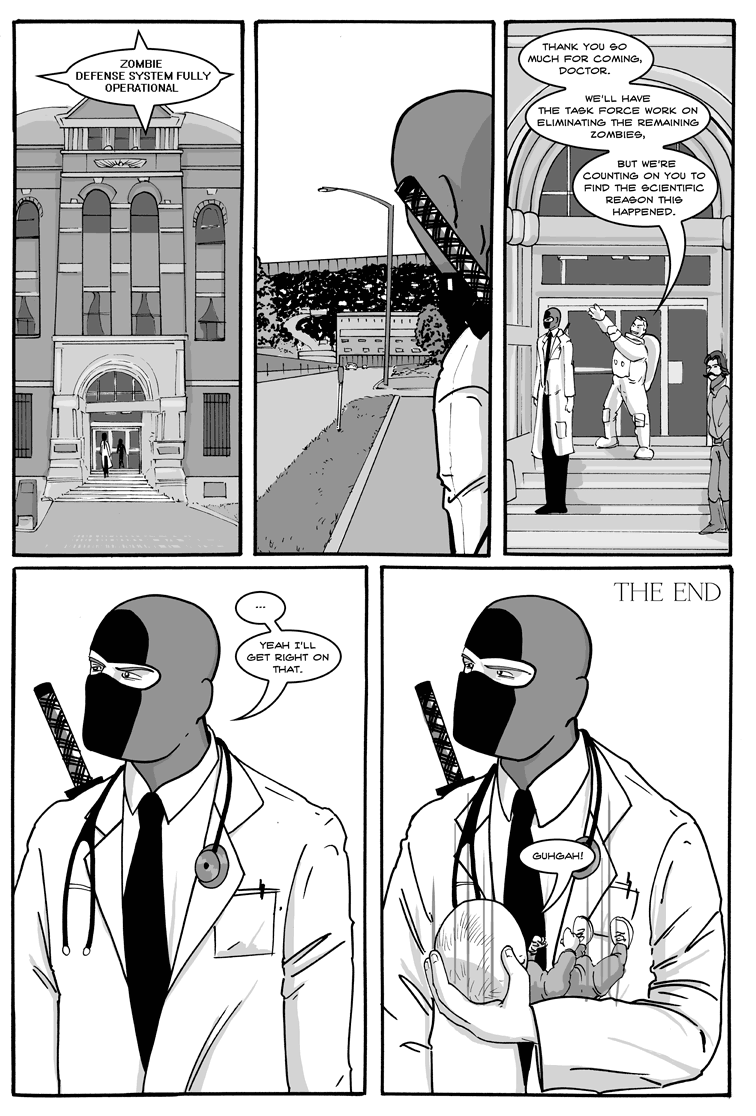 ZOMBIE
DEFENSE SYSTEM FULLY
OPERATIONAL
THANK YOU SO
MUCH FOR COMING,
DOCTOR.
WE'LL HAVE
THE TASK FORCE WORK ON
ELIMINATING THE REMAINING
ZOMBIES,
BUT WE'RE
COUNTING ON YOU TO
FIND THE SCIENTIFIC
REASON THIS
HAPPENED.
...
YEAH I'LL
GET RIGHT ON
THAT.
THE END
GUHGAH!